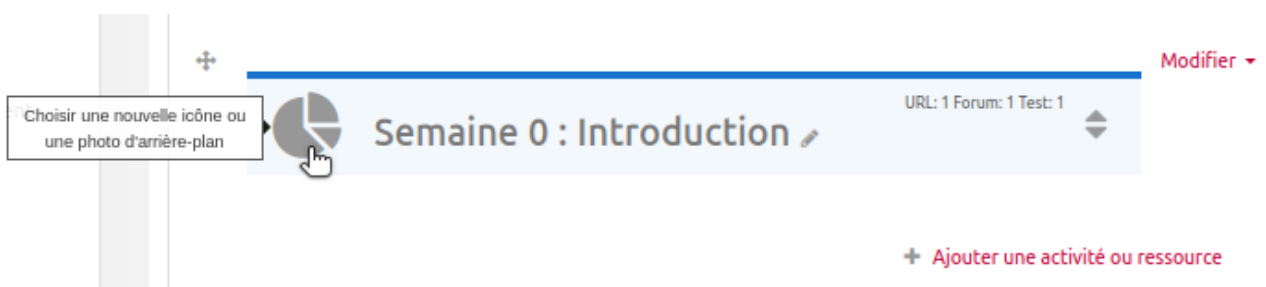 Modifier
URL: 1 Forum: 1 Test: 1
Choisir une nouvelle icône ou
une photo d'arrière-plan
Semaine 0 : Introduction
Ajouter une activité ou ressource